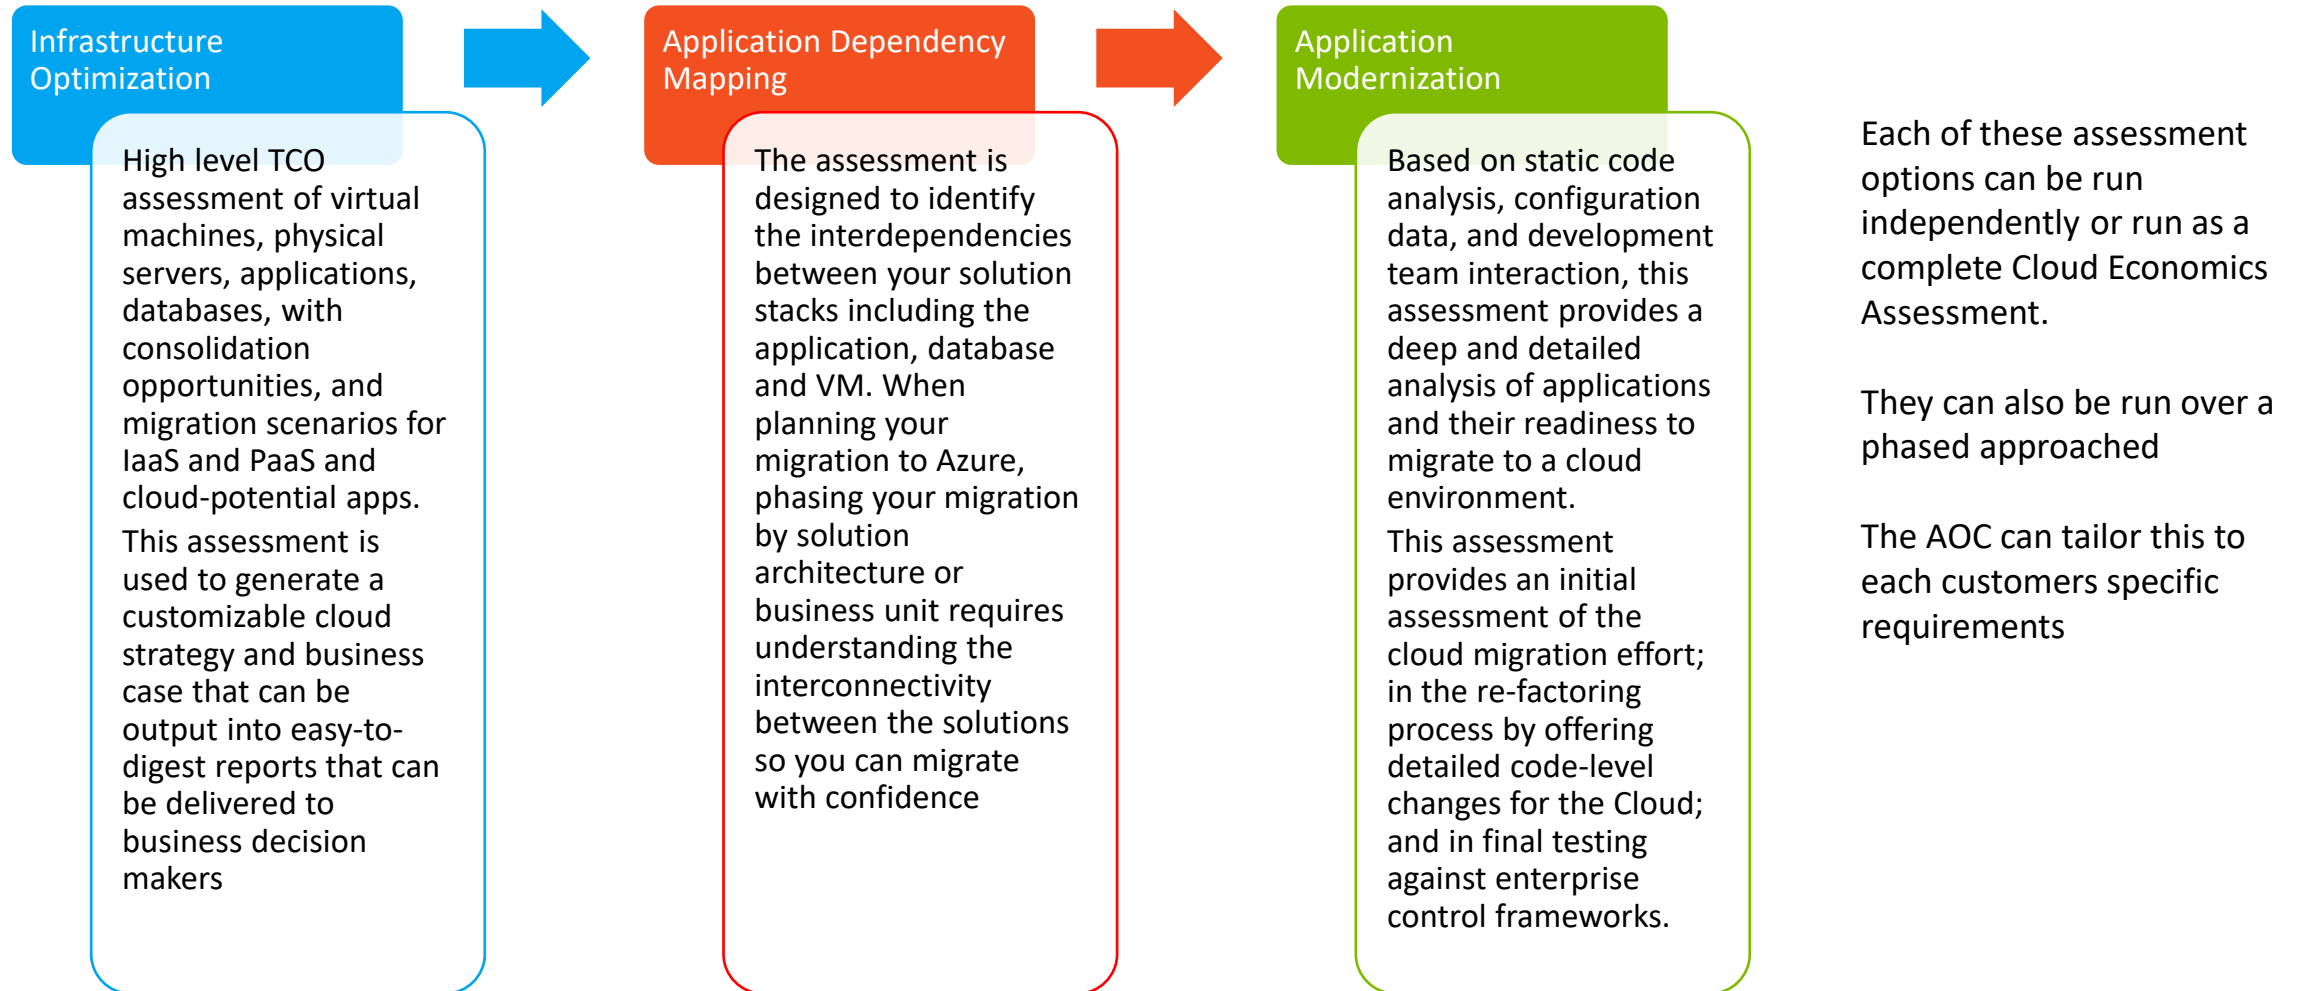 Infrastructure
Optimization
High level TCO
assessment of virtual
machines, physical
servers, applications,
databases, with
consolidation
opportunities, and
migration scenarios for
IaaS and PaaS and
cloud-potential apps.
This assessment is
used to generate a
customizable cloud
strategy and business
case that can be
output into easy-to-
digest reports that can
be delivered to
business decision
makers
Application Dependency
Mapping
The assessment is
designed to identify
the interdependencies
between your solution
stacks including the
application, database
and VM. When
planning your
migration to Azure,
phasing your migration
by solution
architecture or
business unit requires
understanding the
interconnectivity
between the solutions
so you can migrate
with confidence
Application
Modernization
Based on static code
analysis, configuration
data, and development
team interaction, this
assessment provides a
deep and detailed
analysis of applications
and their readiness to
migrate to a cloud
environment.
This assessment
provides an initial
assessment of the
cloud migration effort;
in the re-factoring
process by offering
detailed code-level
changes for the Cloud;
and in final testing
against enterprise
control frameworks.
Each of these assessment
options can be run
independently or run as a
complete Cloud Economics
Assessment.
They can also be run over a
phased approached
The AOC can tailor this to
each customers specific
requirements